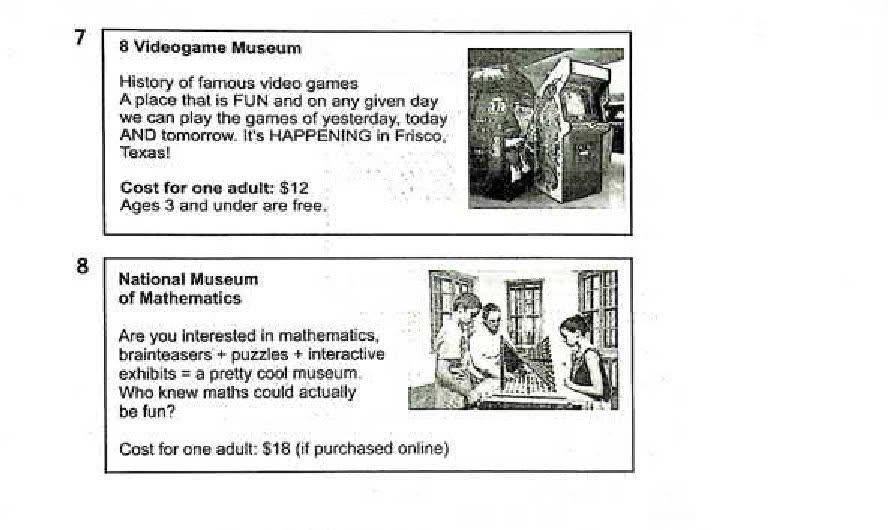 7
8 Videogame Museum
History of famous video games
A place that is FUN and on any given day
we can play the games of yesterday, today
AND tomorrow. It's HAPPENING in Frisco,
Texas!
Cost for one adult: $12
Ages 3 and under are free.
8
National Museum
of Mathematics
Are you interested in mathematics,
brainteasers + puzzles + interactive
exhibits = a pretty cool museum.
Who knew maths could actually
be fun?
Cost for one adult: $18 (if purchased online)